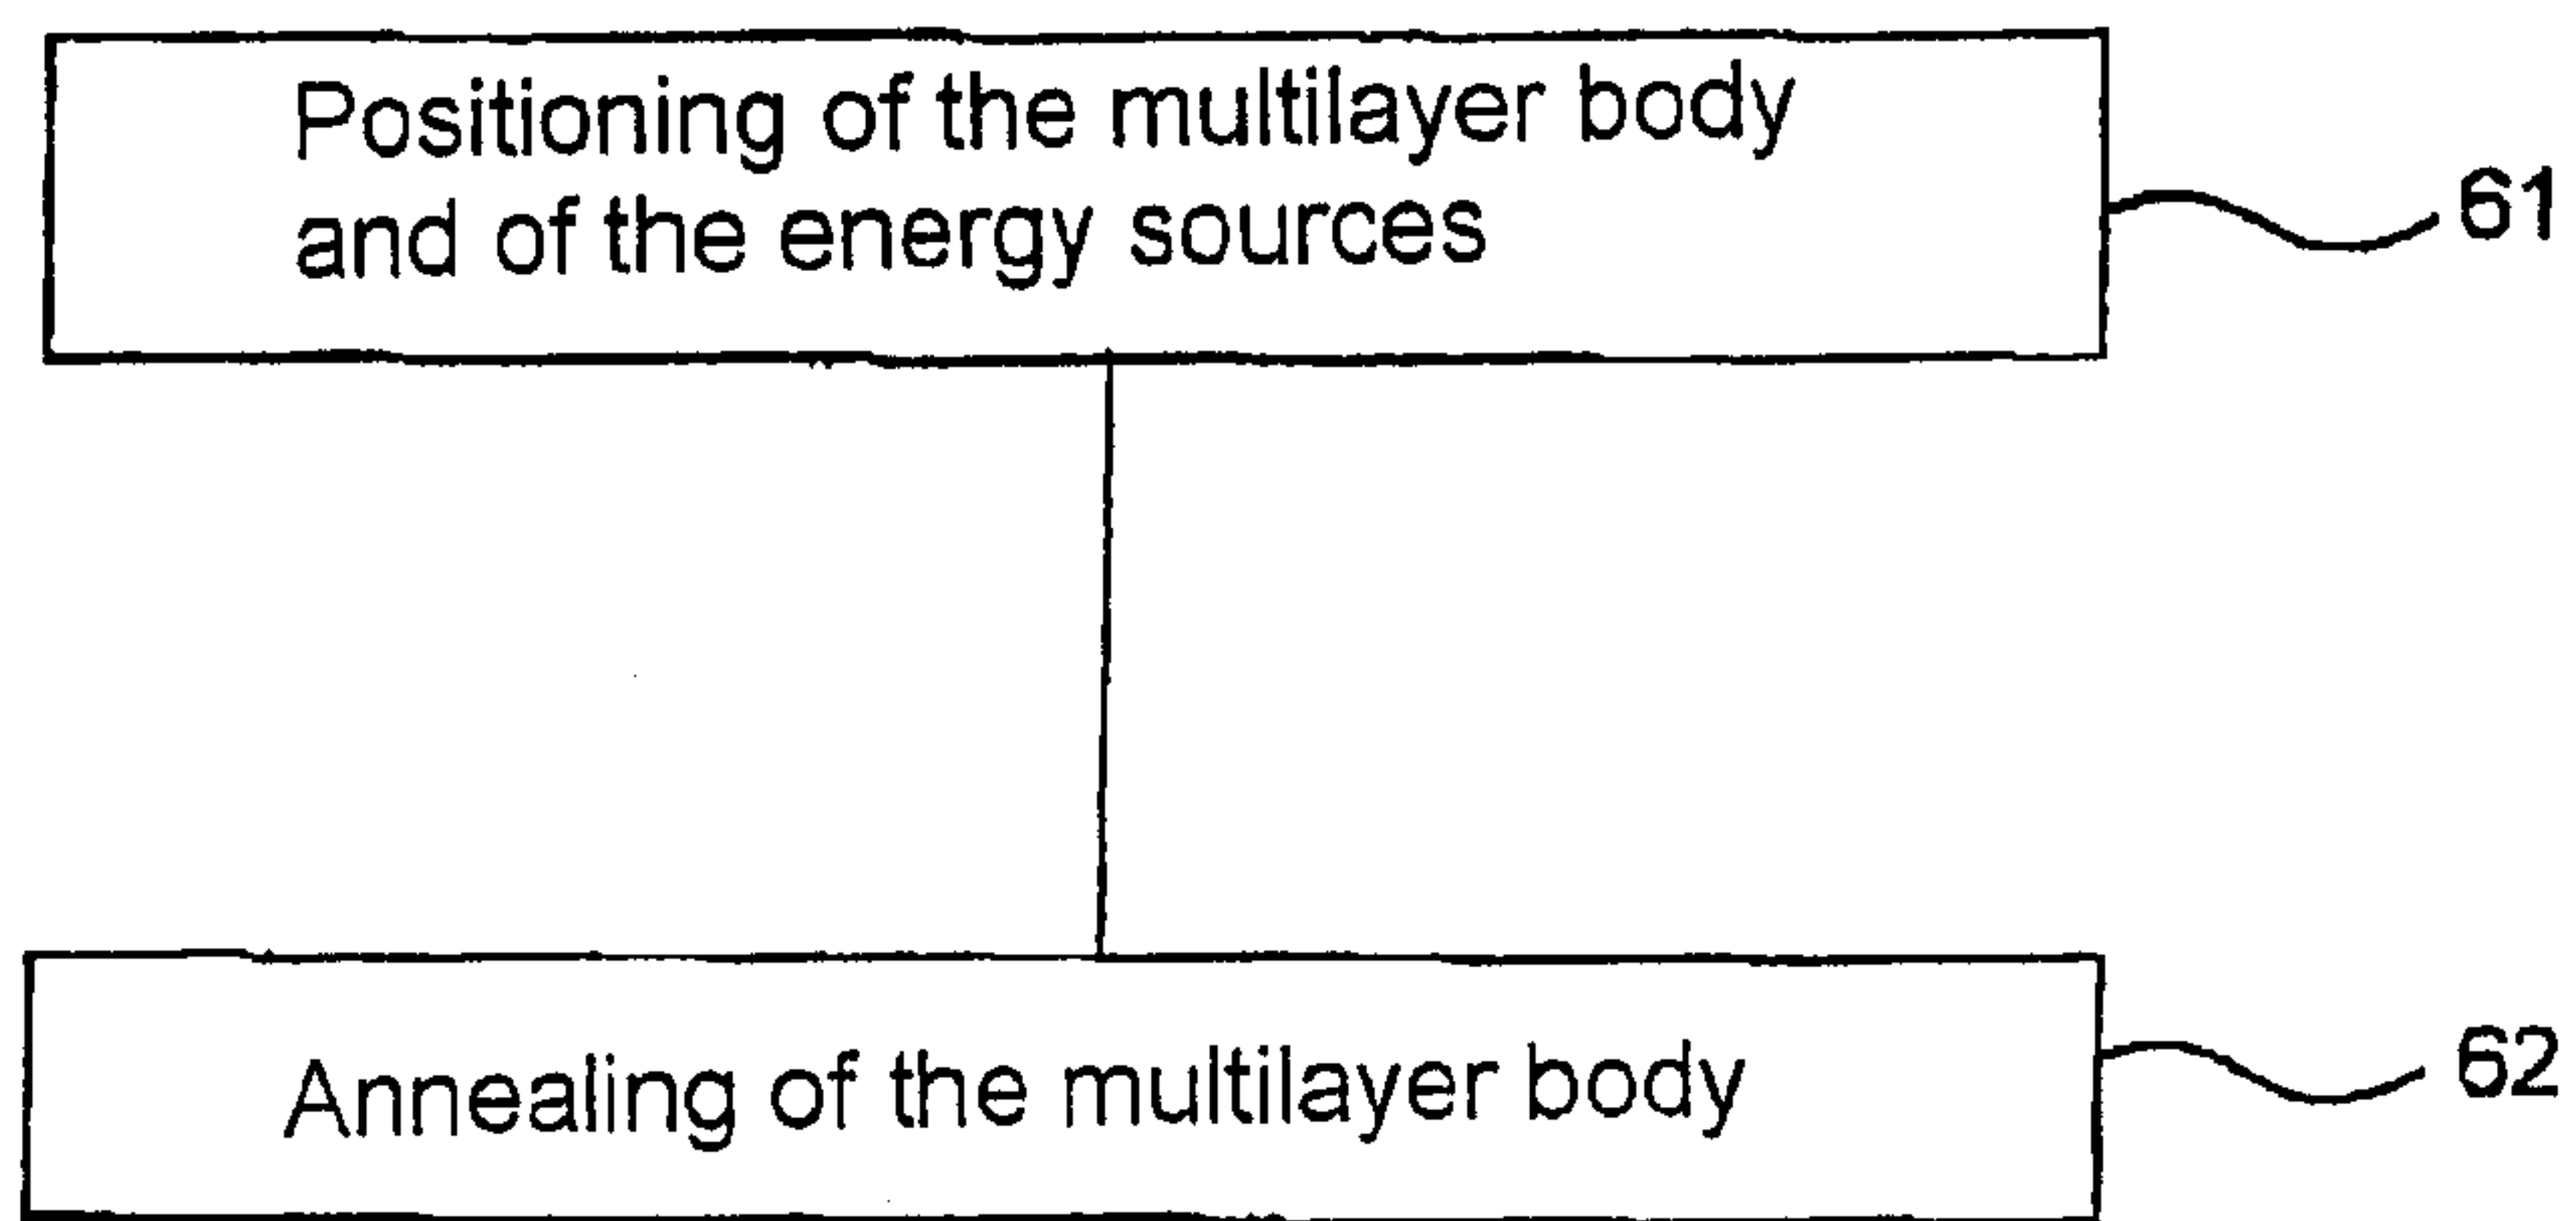 Positioning of the multilayer body
and of the energy sources
61
Annealing of the multilayer body
62